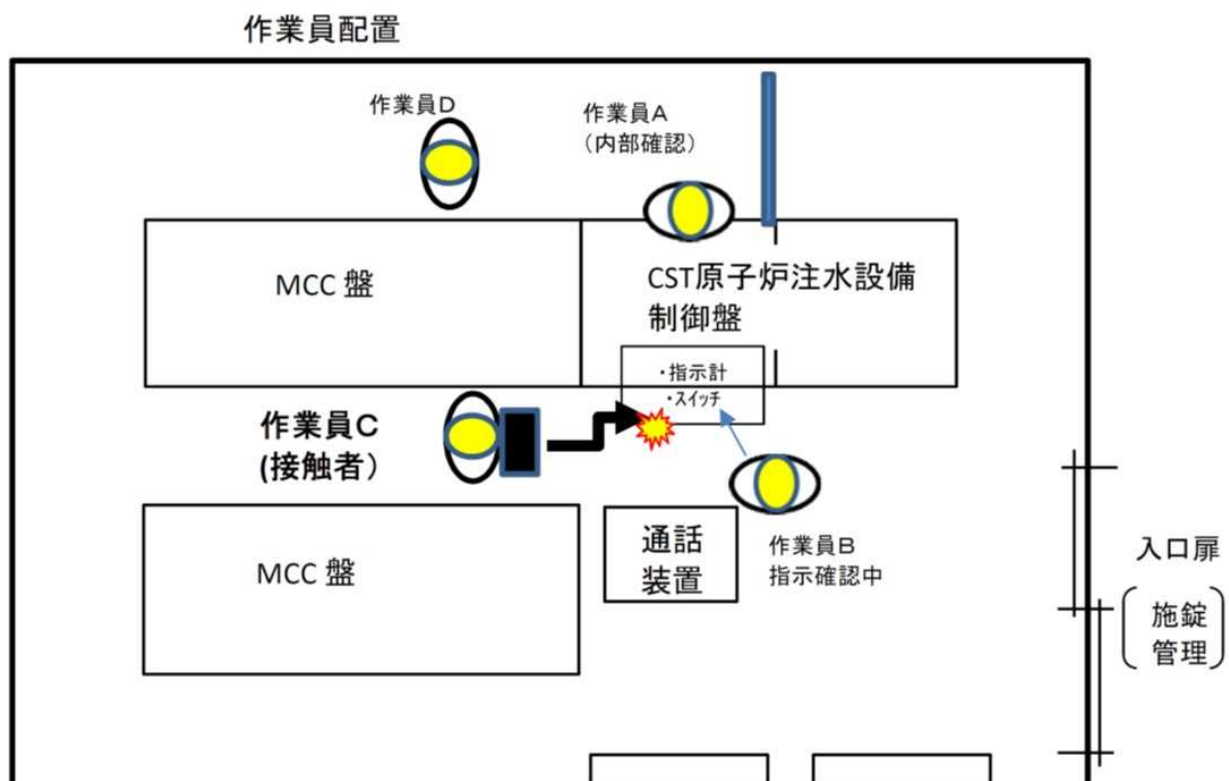 作業員配置
作業員D
作業員A
（内部確認）
MCC 盤
CST原子炉注水設備
制御盤
・指示計
・スイッチ
作業員C
(接触者）
MCC 盤
通話
装置
作業員B
指示確認中
入口扉
施錠
管理